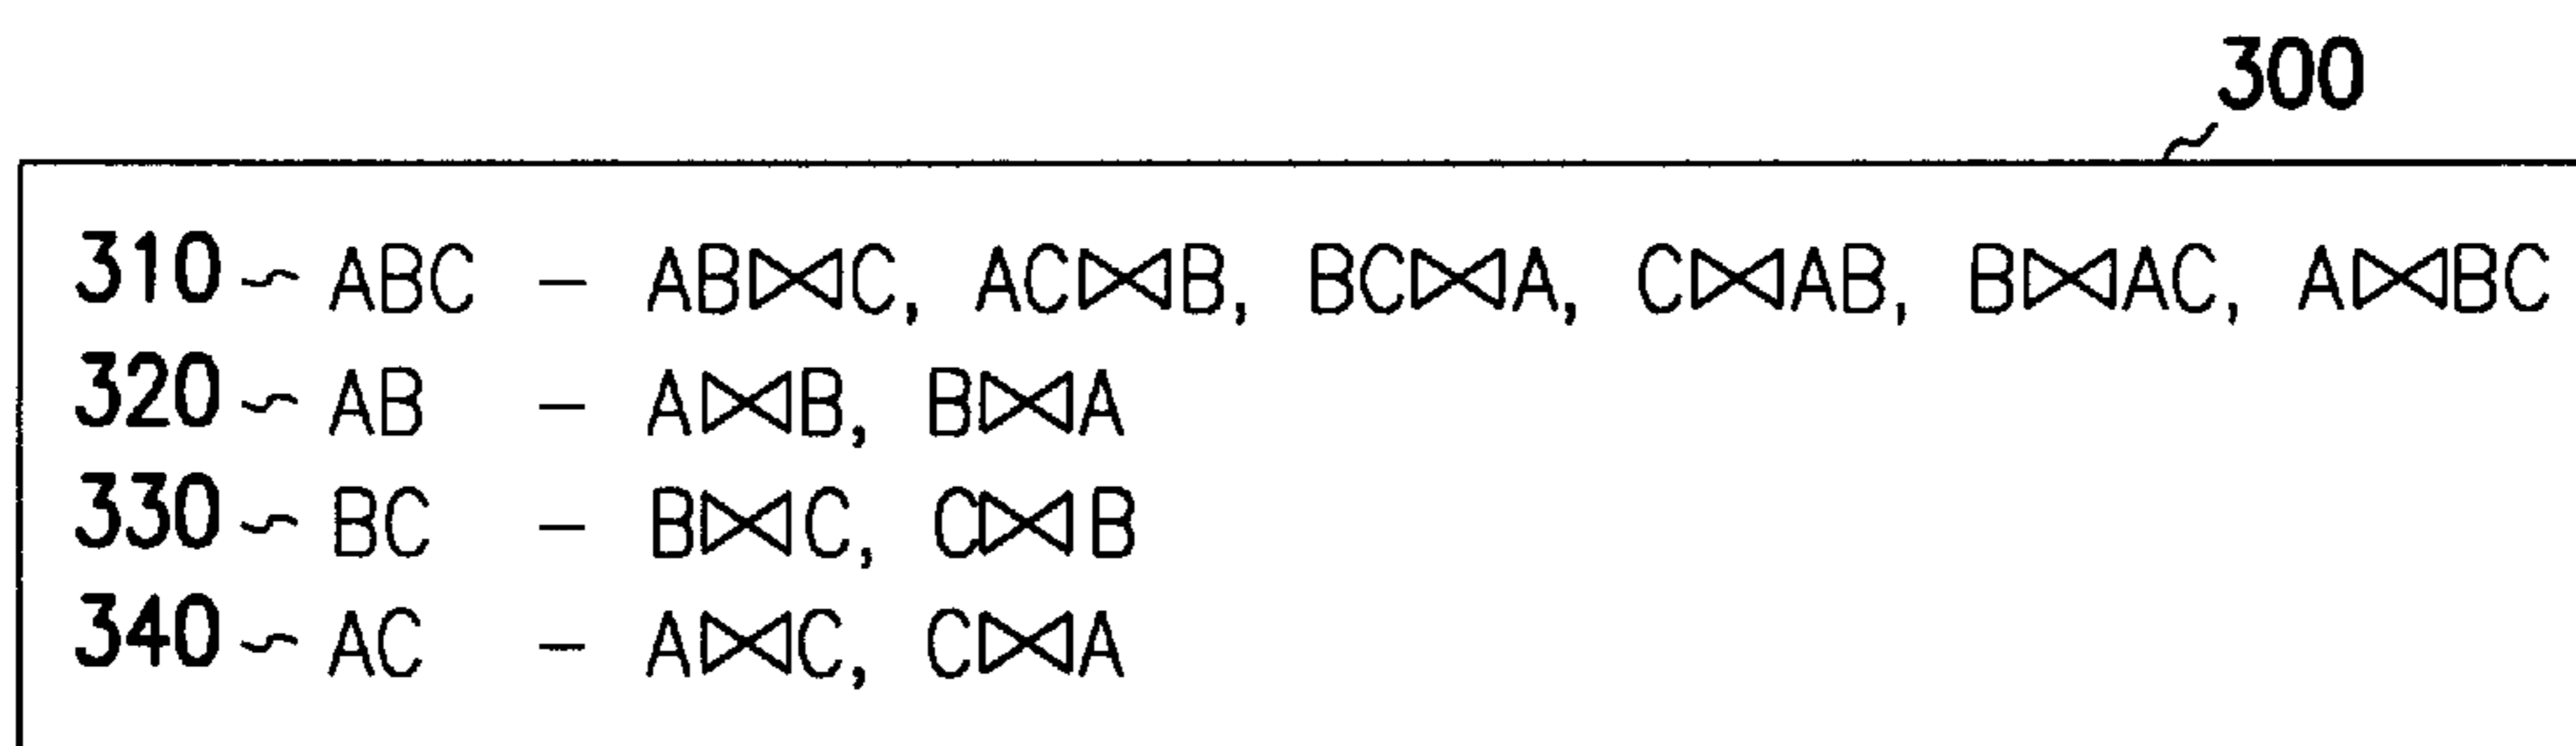 300
310 ~ ABC – AB⋈C, AC⋈B, BC⋈A, C⋈AB, B⋈AC, A⋈BC
320 ~ AB – A⋈B, B⋈A
330 ~ BC – B⋈C, C⋈B
340 ~ AC – A⋈C, C⋈A